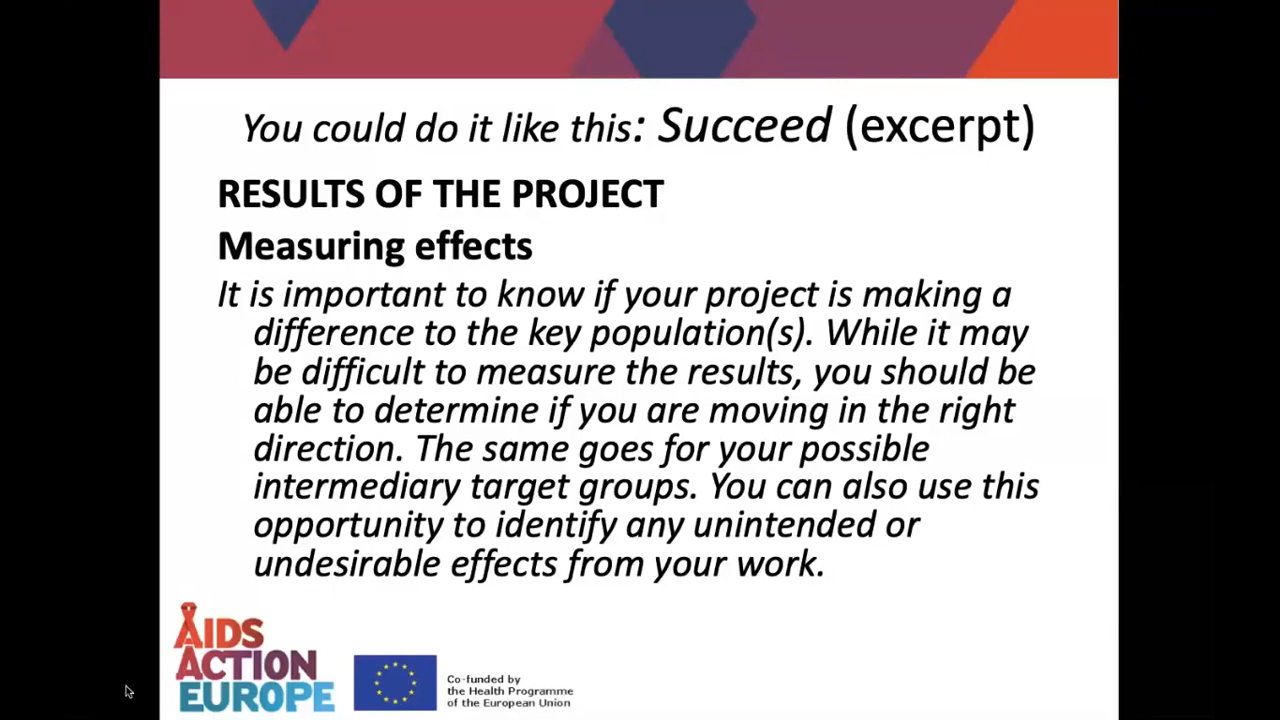 You could do it like this: Succeed (excerpt)
RESULTS OF THE PROJECT
Measuring effects
It is important to know if your project is making a
difference to the key population(s). While it may
be difficult to measure the results, you should be
able to determine if you are moving in the right
direction. The same goes for your possible
intermediary target groups. You can also use this
opportunity to identify any unintended or
undesirable effects from your work.
AIDS
ACTION
EUROPE
Co-funded by
the Health Programme
of the European Union